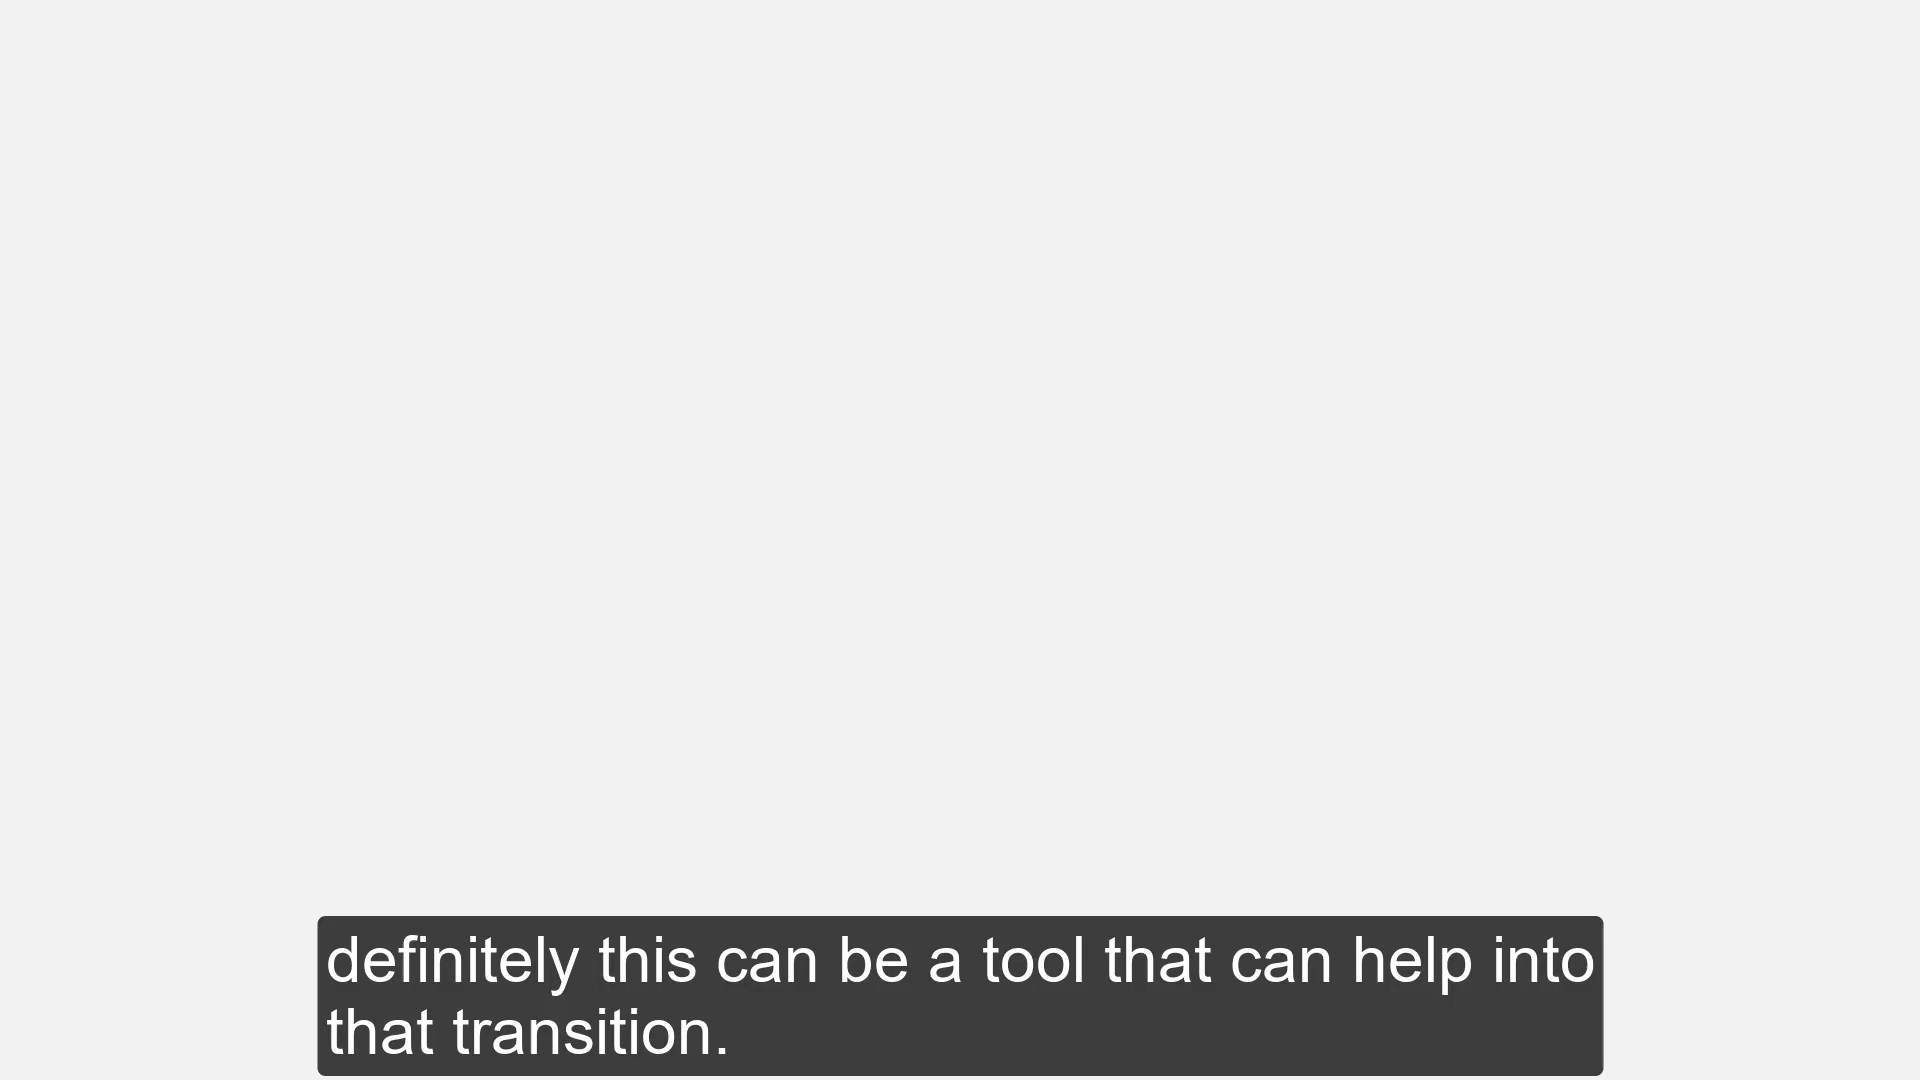 definitely this can be a tool that can help into
that transition.